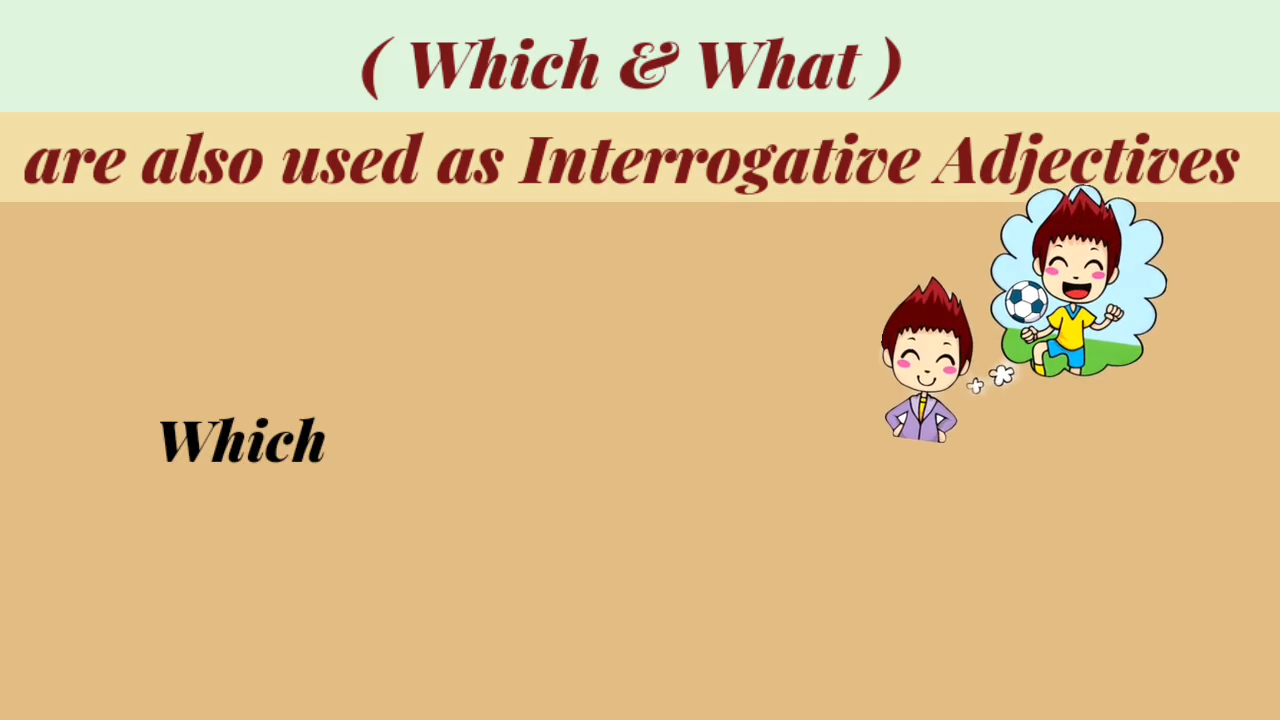 ( Which & What )
are also used as Interrogative Adjectives
Which